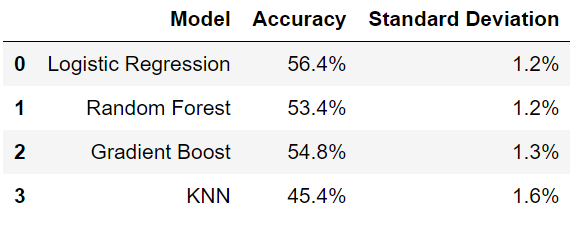 Model Accuracy Standard Deviation
0 Logistic Regression 56.4% 1.2%
1 Random Forest 53.4% 1.2%
2 Gradient Boost 54.8% 1.3%
3 KNN 45.4% 1.6%